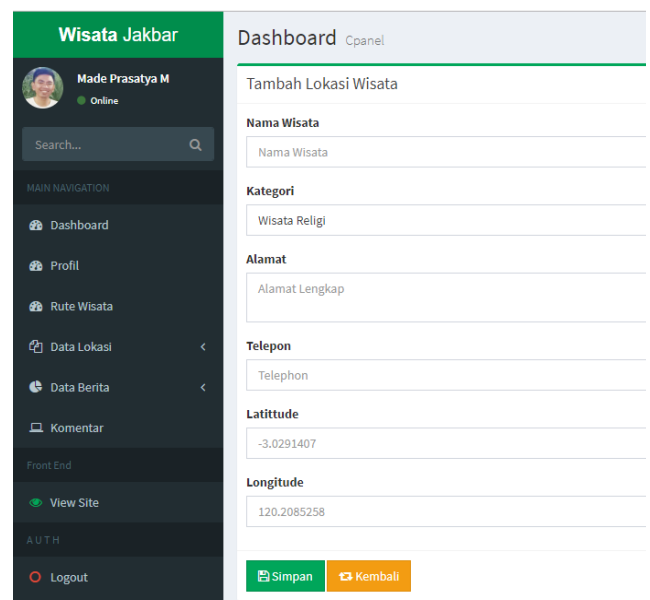 Wisata Jakbar
Made Prasatya M
Online
Search...
MAIN NAVIGATION
Dashboard
Profil
Rute Wisata
Data Lokasi
Data Berita
Komentar
Front End
View Site
AUTH
Logout
Dashboard Cpanel
Tambah Lokasi Wisata
Nama Wisata
Nama Wisata
Kategori
Wisata Religi
Alamat
Alamat Lengkap
Telepon
Telephon
Latittude
-3.0291407
Longitude
120.2085258
Simpan Kembali